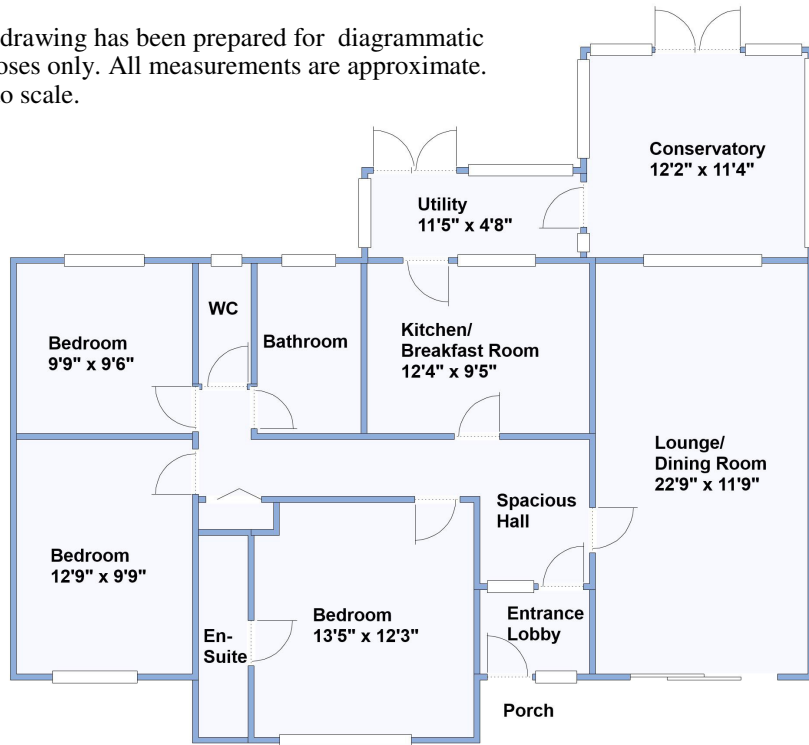 drawing has been prepared for diagrammatic
oses only. All measurements are approximate.
o scale.
Conservatory
12'2" x 11'4"
Utility
11'5" x 4'8"
WC
Bedroom
9'9" x 9'6"
Bathroom
Kitchen/
Breakfast Room
12'4" x 9'5"
Lounge/
Dining Room
22'9" x 11'9"
Spacious
Hall
Bedroom
12'9" x 9'9"
En-
Suite
Bedroom
13'5" x 12'3"
Entrance
Lobby
Porch